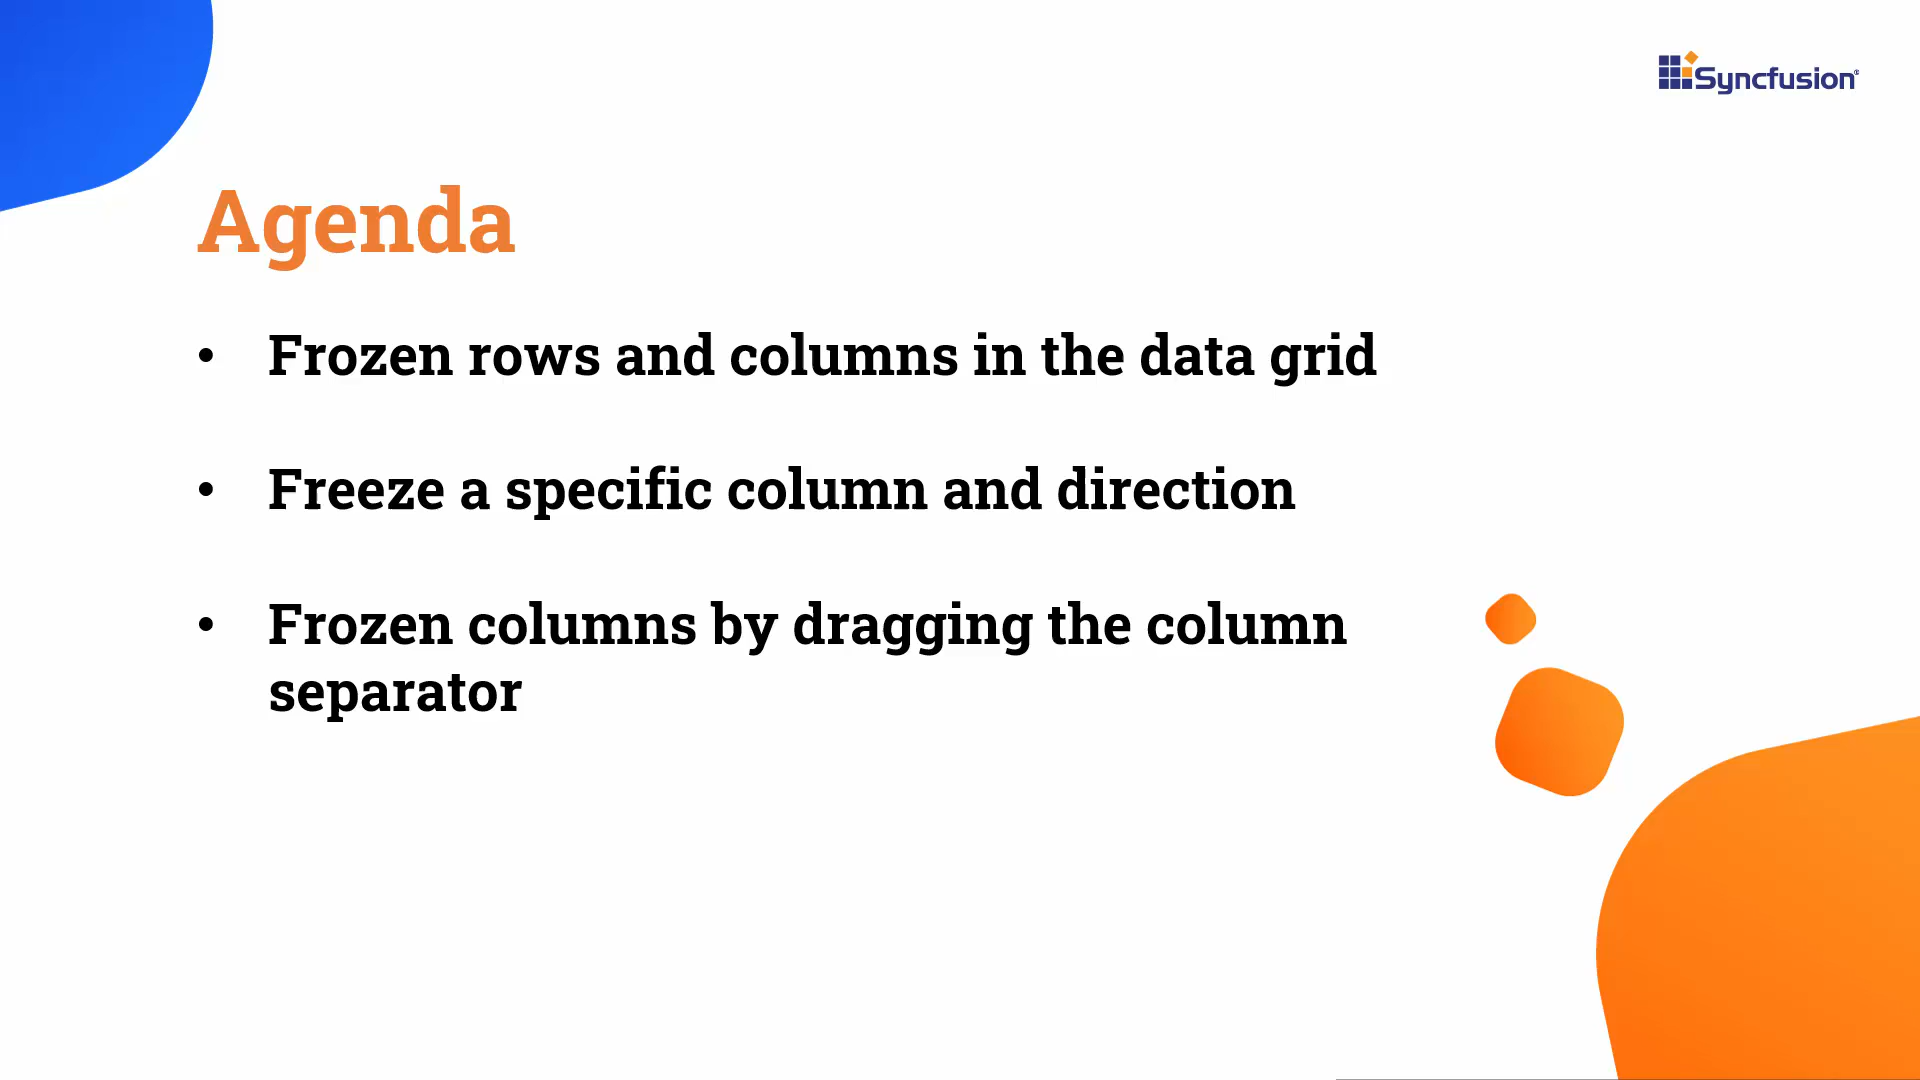 Syncfusion®
Agenda
• Frozen rows and columns in the data grid
• Freeze a specific column and direction
• Frozen columns by dragging the column
separator